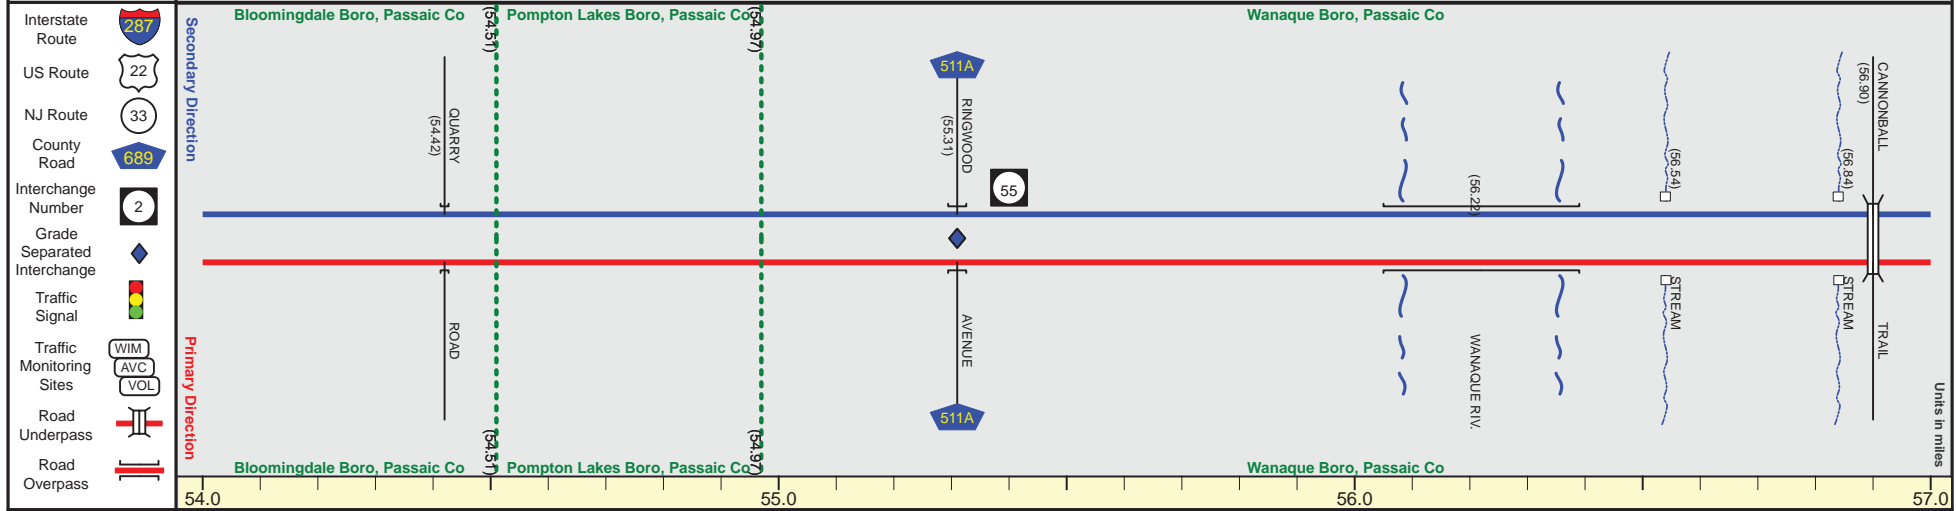 Interstate
Route
287
US Route
22
NJ Route
33
County
Road
689
Interchange
Number
2
Grade
Separated
Interchange
Traffic
Signal
Traffic
Monitoring
Sites
WIM
AVC
VOL
Road
Underpass
Road
Overpass
Secondary Direction
Primary Direction
Bloomingdale Boro, Passaic Co
(54.51)
Pompton Lakes Boro, Passaic Co
(54.97)
Wanaque Boro, Passaic Co
QUARRY
(54.42)
ROAD
511A
RINGWOOD
(55.31)
55
AVENUE
511A
(56.22)
WANAQUE RIV.
(56.54)
STREAM
(56.84)
STREAM
CANNONBALL
(56.90)
TRAIL
Bloomingdale Boro, Passaic Co
(54.51)
Pompton Lakes Boro, Passaic Co
(54.97)
Wanaque Boro, Passaic Co
Units in miles
54.0
55.0
56.0
57.0